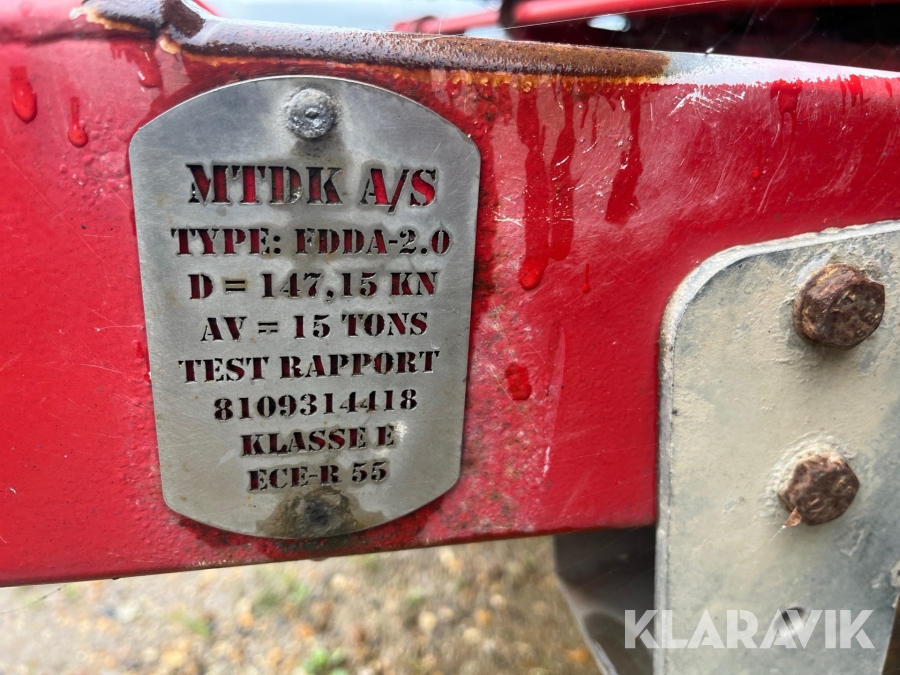 MTDK A/S
TYPE: FDDA-2.0
D = 147,15 KN
AV = 15 TONS
TEST RAPPORT
8109314418
KLASSE E
ECE-R 55
KLARAVIK